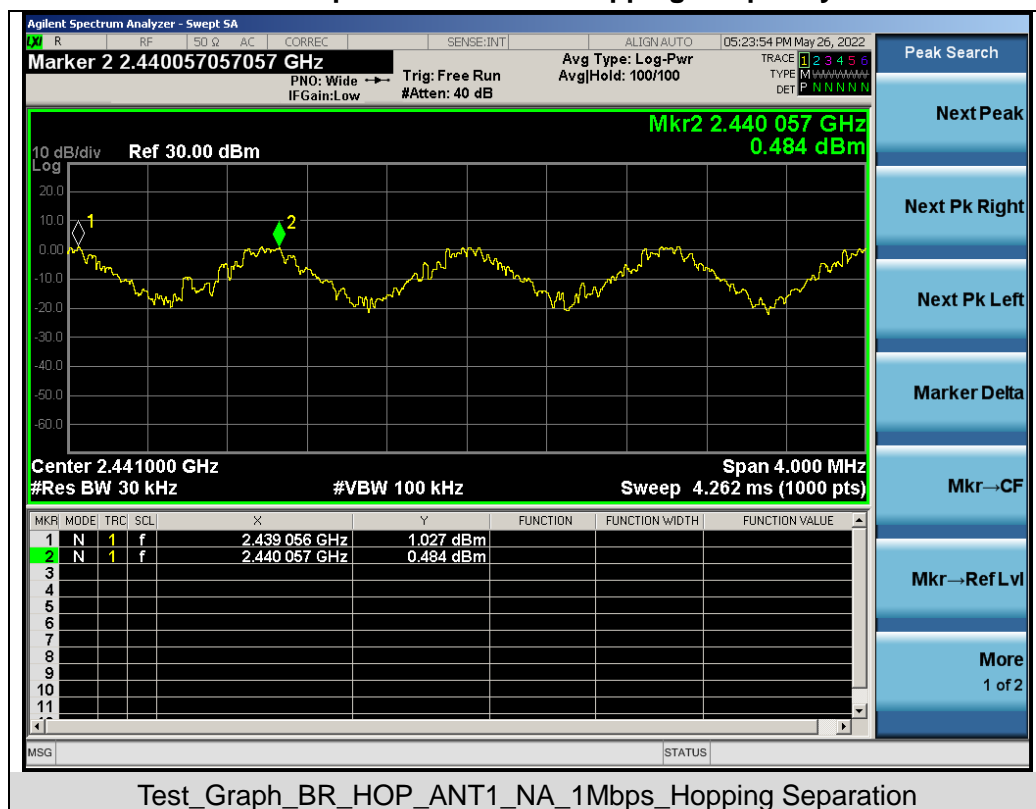 Agilent Spectrum Analyzer - Swept SA
LXI R RF 50 Ω AC CORREC SENSE:INT ALIGN AUTO 05:23:54 PM May 26, 2022
Marker 2 2.440057057057 GHz
PNO: Wide
IFGain:Low
Trig: Free Run
#Atten: 40 dB
Avg Type: Log-Pwr
Avg|Hold: 100/100
TRACE 1 2 3 4 5 6
TYPE M
DET P N N N N N
Mkr2 2.440 057 GHz
0.484 dBm
10 dB/div Ref 30.00 dBm
Log
20.0
10.0
0.00
-10.0
-20.0
-30.0
-40.0
-50.0
-60.0
1
2
Center 2.441000 GHz Span 4.000 MHz
#Res BW 30 kHz #VBW 100 kHz Sweep 4.262 ms (1000 pts)
MKR MODE TRC SCL X Y FUNCTION FUNCTION WIDTH FUNCTION VALUE
1 N 1 f 2.439 056 GHz 1.027 dBm
2 N 1 f 2.440 057 GHz 0.484 dBm
3
4
5
6
7
8
9
10
11
MSG STATUS
Peak Search
Next Peak
Next Pk Right
Next Pk Left
Marker Delta
Mkr→CF
Mkr→Ref Lvl
More
1 of 2
Test_Graph_BR_HOP_ANT1_NA_1Mbps_Hopping Separation